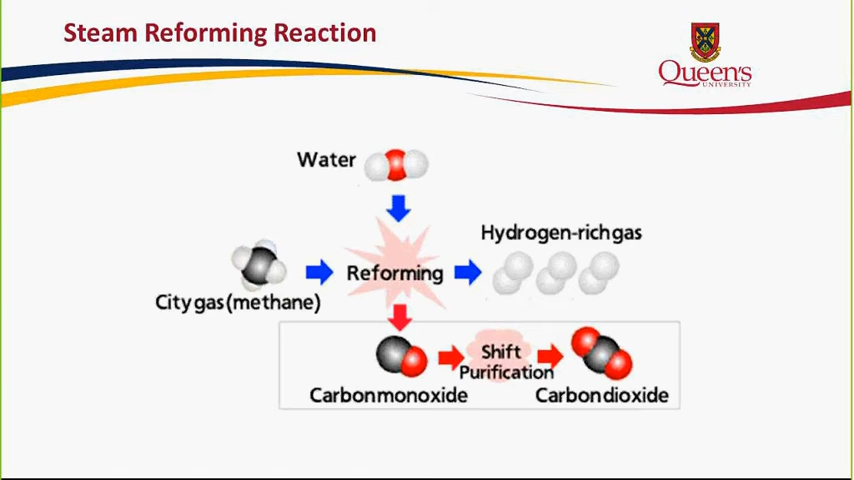 Steam Reforming Reaction
Queen's
UNIVERSITY
Water
Hydrogen-rich gas
Reforming
City gas (methane)
Shift
Purification
Carbon monoxide
Carbon dioxide